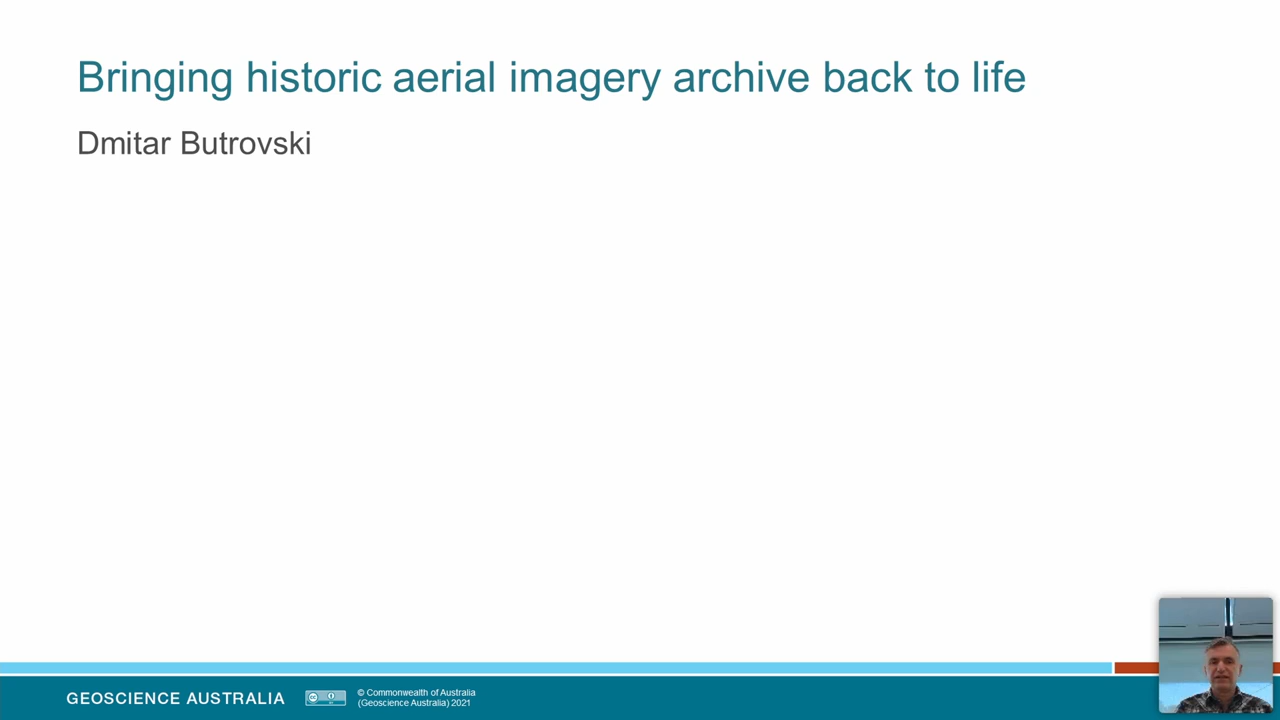 Bringing historic aerial imagery archive back to life
Dmitar Butrovski
GEOSCIENCE AUSTRALIA
© Commonwealth of Australia
(Geoscience Australia) 2021